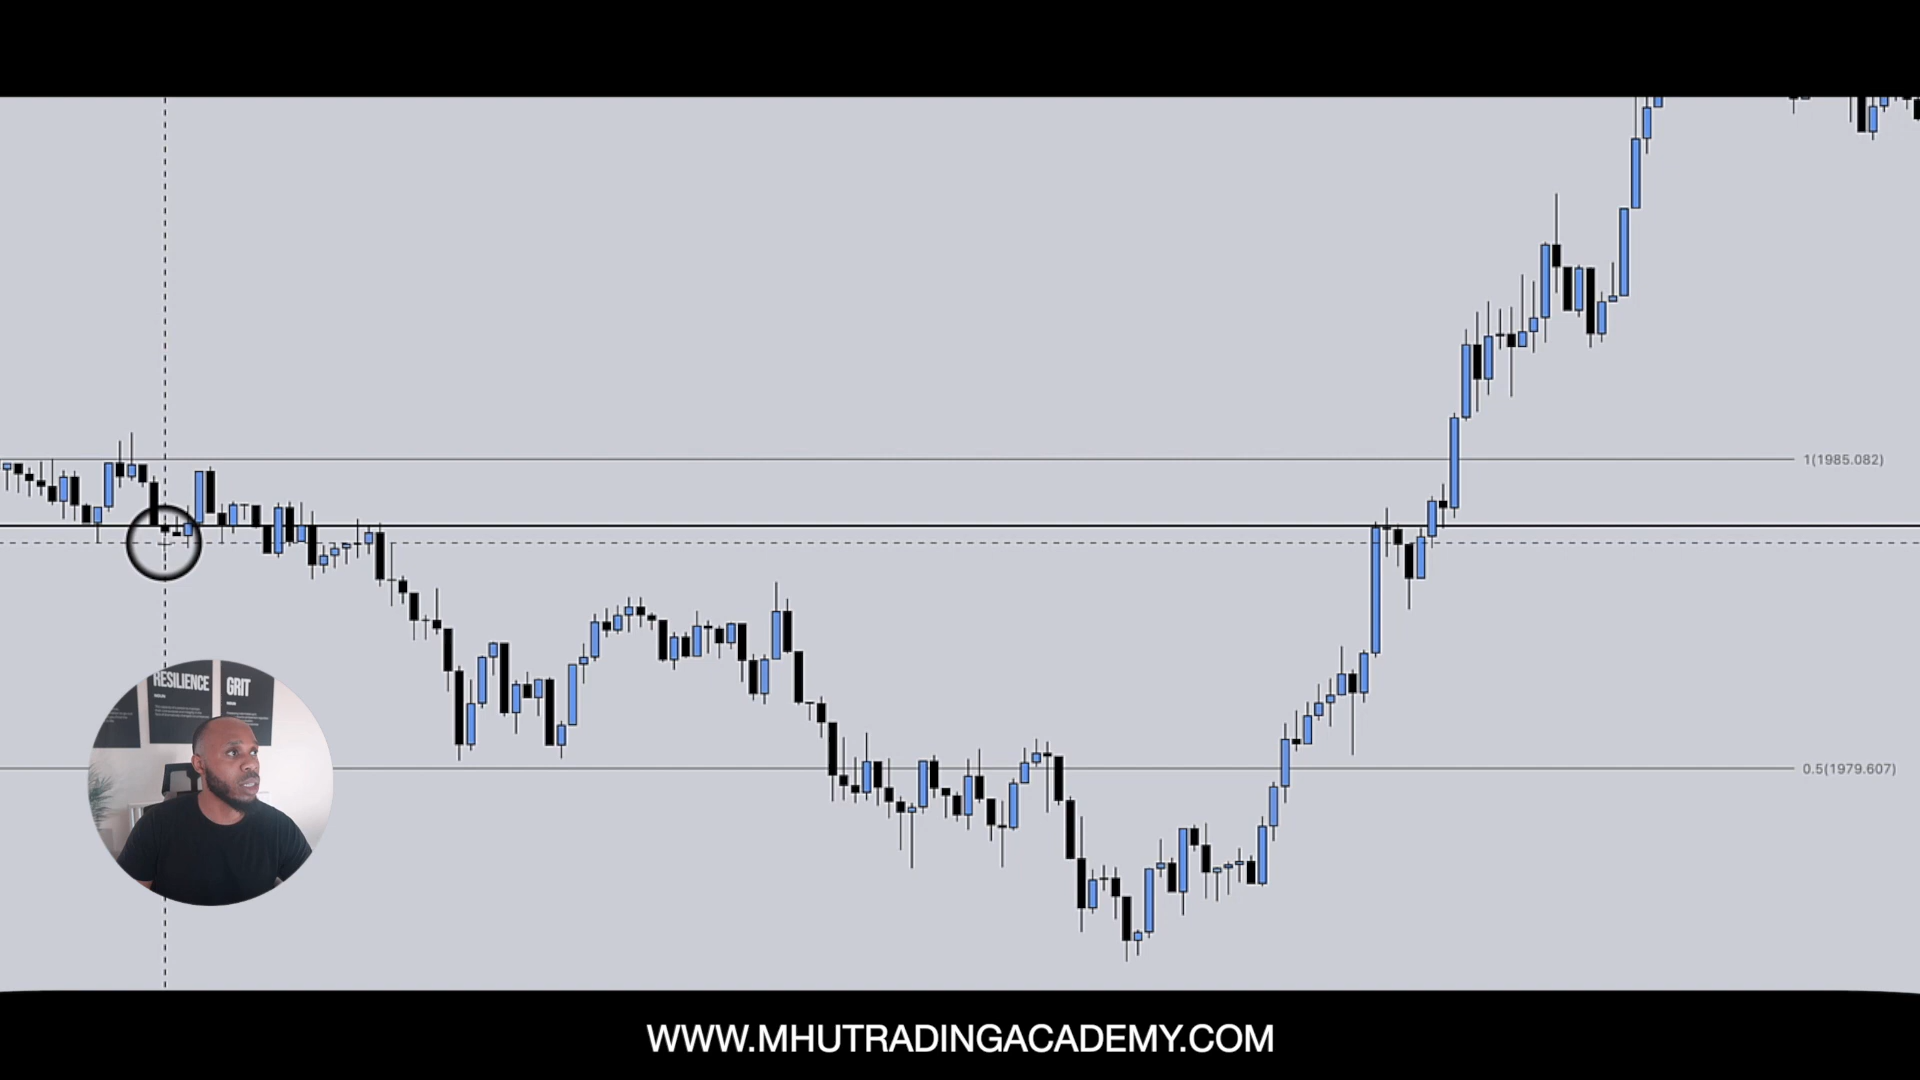 1(1985.082)
0.5(1979.607)
RESILIENCE
GRIT
WWW.MHUTRADINGACADEMY.COM